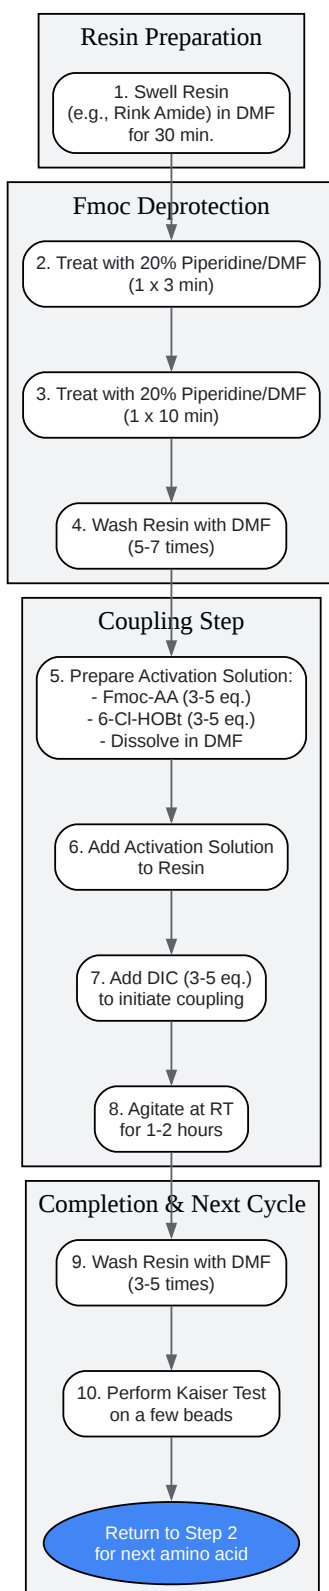 Resin Preparation
1. Swell Resin
(e.g., Rink Amide) in DMF
for 30 min.
Fmoc Deprotection
2. Treat with 20% Piperidine/DMF
(1 x 3 min)
3. Treat with 20% Piperidine/DMF
(1 x 10 min)
4. Wash Resin with DMF
(5-7 times)
Coupling Step
5. Prepare Activation Solution:
- Fmoc-AA (3-5 eq.)
- 6-Cl-HOBt (3-5 eq.)
- Dissolve in DMF
6. Add Activation Solution
to Resin
7. Add DIC (3-5 eq.)
to initiate coupling
8. Agitate at RT
for 1-2 hours
Completion & Next Cycle
9. Wash Resin with DMF
(3-5 times)
10. Perform Kaiser Test
on a few beads
Return to Step 2
for next amino acid